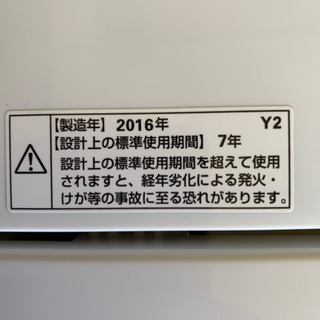 【製造年】2016年 Y2
【設計上の標準使用期間】7年
設計上の標準使用期間を超えて使用
されますと、経年劣化による発火・
けが等の事故に至る恐れがあります。